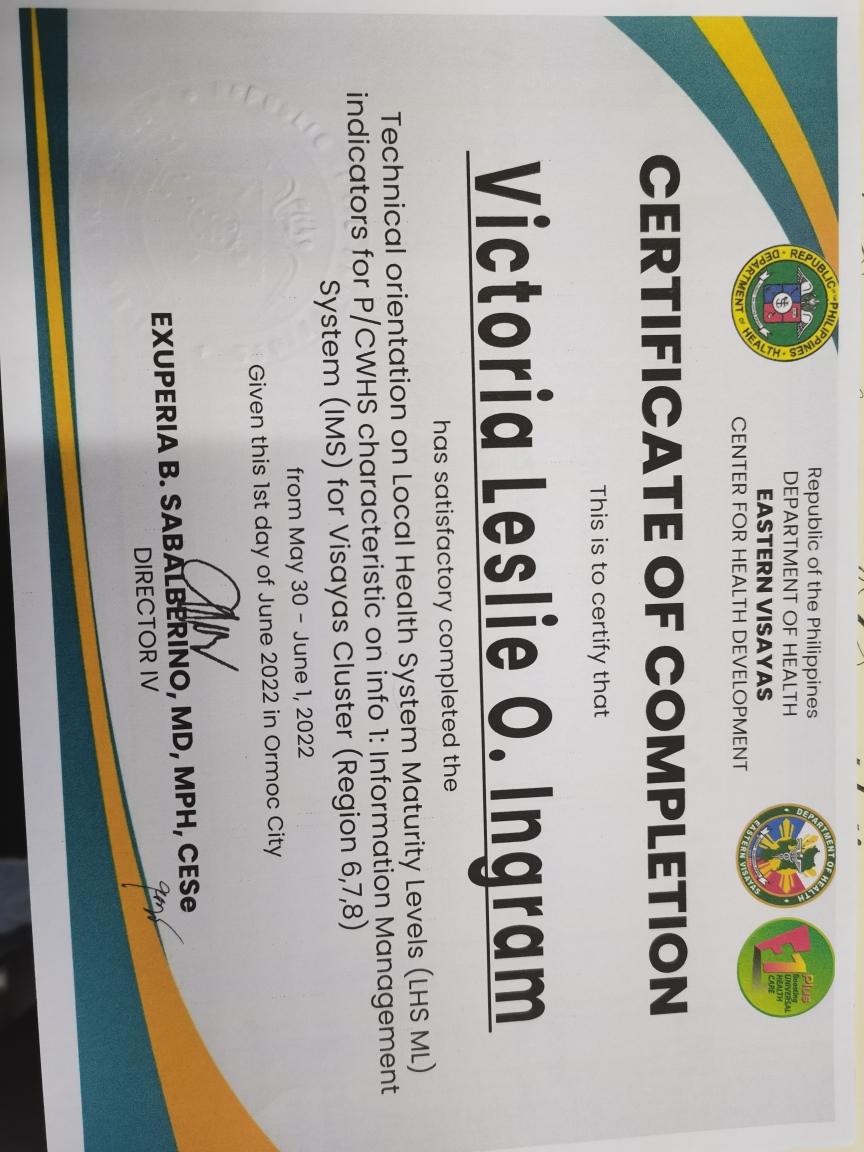 Republic of the Philippines
DEPARTMENT OF HEALTH
EASTERN VISAYAS
CENTER FOR HEALTH DEVELOPMENT
REPUBLIC OF THE PHILIPPINES
DEPARTMENT OF HEALTH
DEPARTMENT OF HEALTH
EASTERN VISAYAS
F1 Plus
Boosting
UNIVERSAL
HEALTH
CARE
CERTIFICATE OF COMPLETION
This is to certify that
Victoria Leslie O. Ingram
has satisfactory completed the
Technical orientation on Local Health System Maturity Levels (LHS ML)
indicators for P/CWHS characteristic on info 1: Information Management
System (IMS) for Visayas Cluster (Region 6,7,8)
from May 30 - June 1, 2022
Given this 1st day of June 2022 in Ormoc City
EXUPERIA B. SABALBERINO, MD, MPH, CESe
DIRECTOR IV